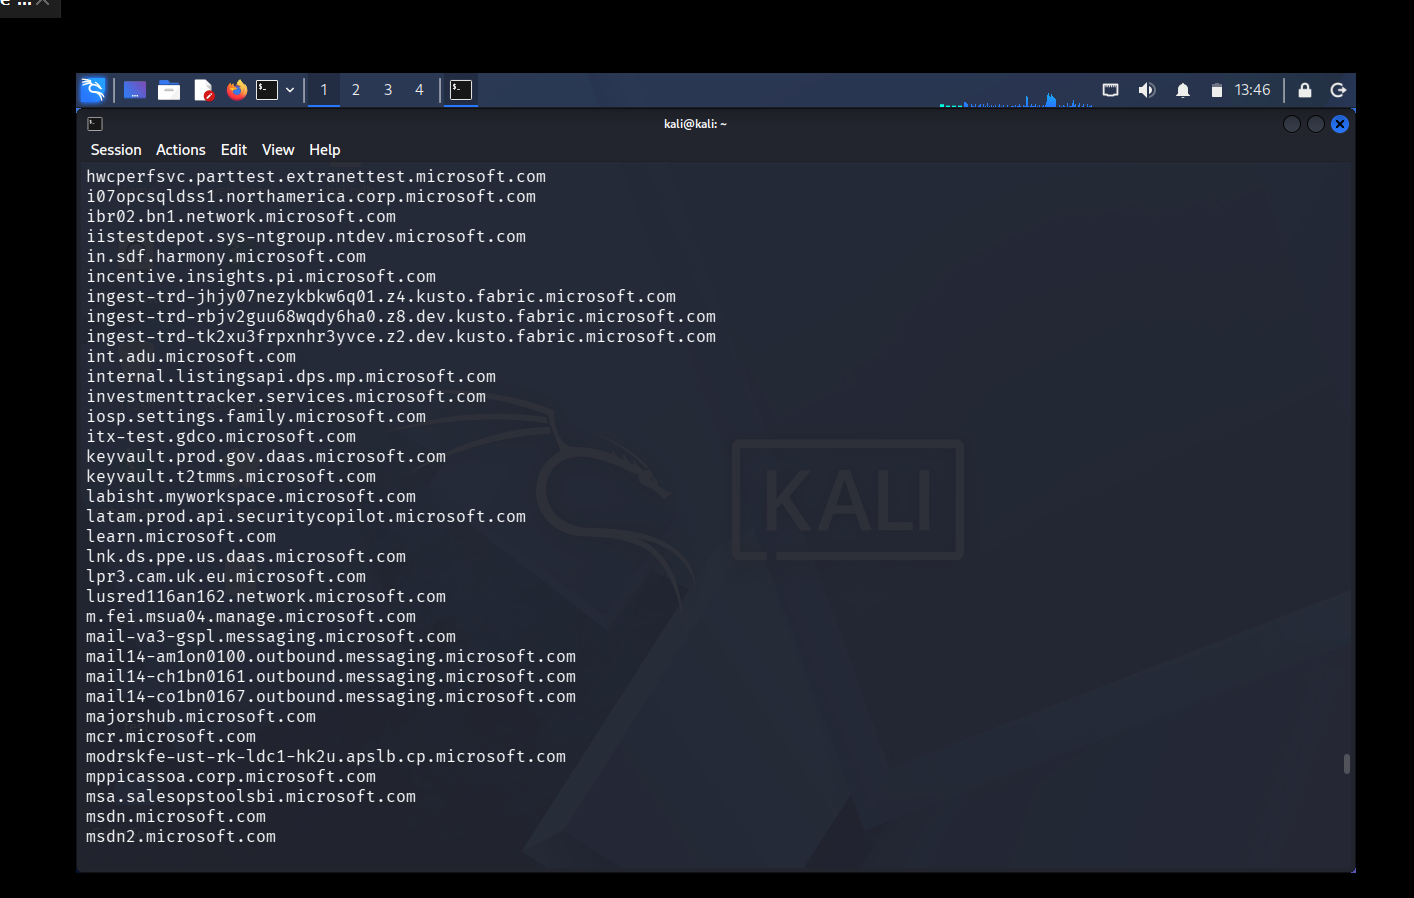 e ...
1 2 3 4
13:46
kali@kali: ~
Session Actions Edit View Help
hwcperfsvc.parttest.extranettest.microsoft.com
i07opcsqldss1.northamerica.corp.microsoft.com
ibr02.bn1.network.microsoft.com
iistestdepot.sys-ntgroup.ntdev.microsoft.com
in.sdf.harmony.microsoft.com
incentive.insights.pi.microsoft.com
ingest-trd-jhjy07nezykbkw6q01.z4.kusto.fabric.microsoft.com
ingest-trd-rbjv2guu68wqdy6ha0.z8.dev.kusto.fabric.microsoft.com
ingest-trd-tk2xu3frpxnhr3yvce.z2.dev.kusto.fabric.microsoft.com
int.adu.microsoft.com
internal.listingsapi.dps.mp.microsoft.com
investmenttracker.services.microsoft.com
iosp.settings.family.microsoft.com
itx-test.gdco.microsoft.com
keyvault.prod.gov.daas.microsoft.com
keyvault.t2tmms.microsoft.com
labisht.myworkspace.microsoft.com
latam.prod.api.securitycopilot.microsoft.com
learn.microsoft.com
lnk.ds.ppe.us.daas.microsoft.com
lpr3.cam.uk.eu.microsoft.com
lusred116an162.network.microsoft.com
m.fei.msua04.manage.microsoft.com
mail-va3-gspl.messaging.microsoft.com
mail14-am1on0100.outbound.messaging.microsoft.com
mail14-ch1bn0161.outbound.messaging.microsoft.com
mail14-co1bn0167.outbound.messaging.microsoft.com
majorshub.microsoft.com
mcr.microsoft.com
modrskfe-ust-rk-ldc1-hk2u.apslb.cp.microsoft.com
mppicassoa.corp.microsoft.com
msa.salesopstoolsbi.microsoft.com
msdn.microsoft.com
msdn2.microsoft.com
KALI